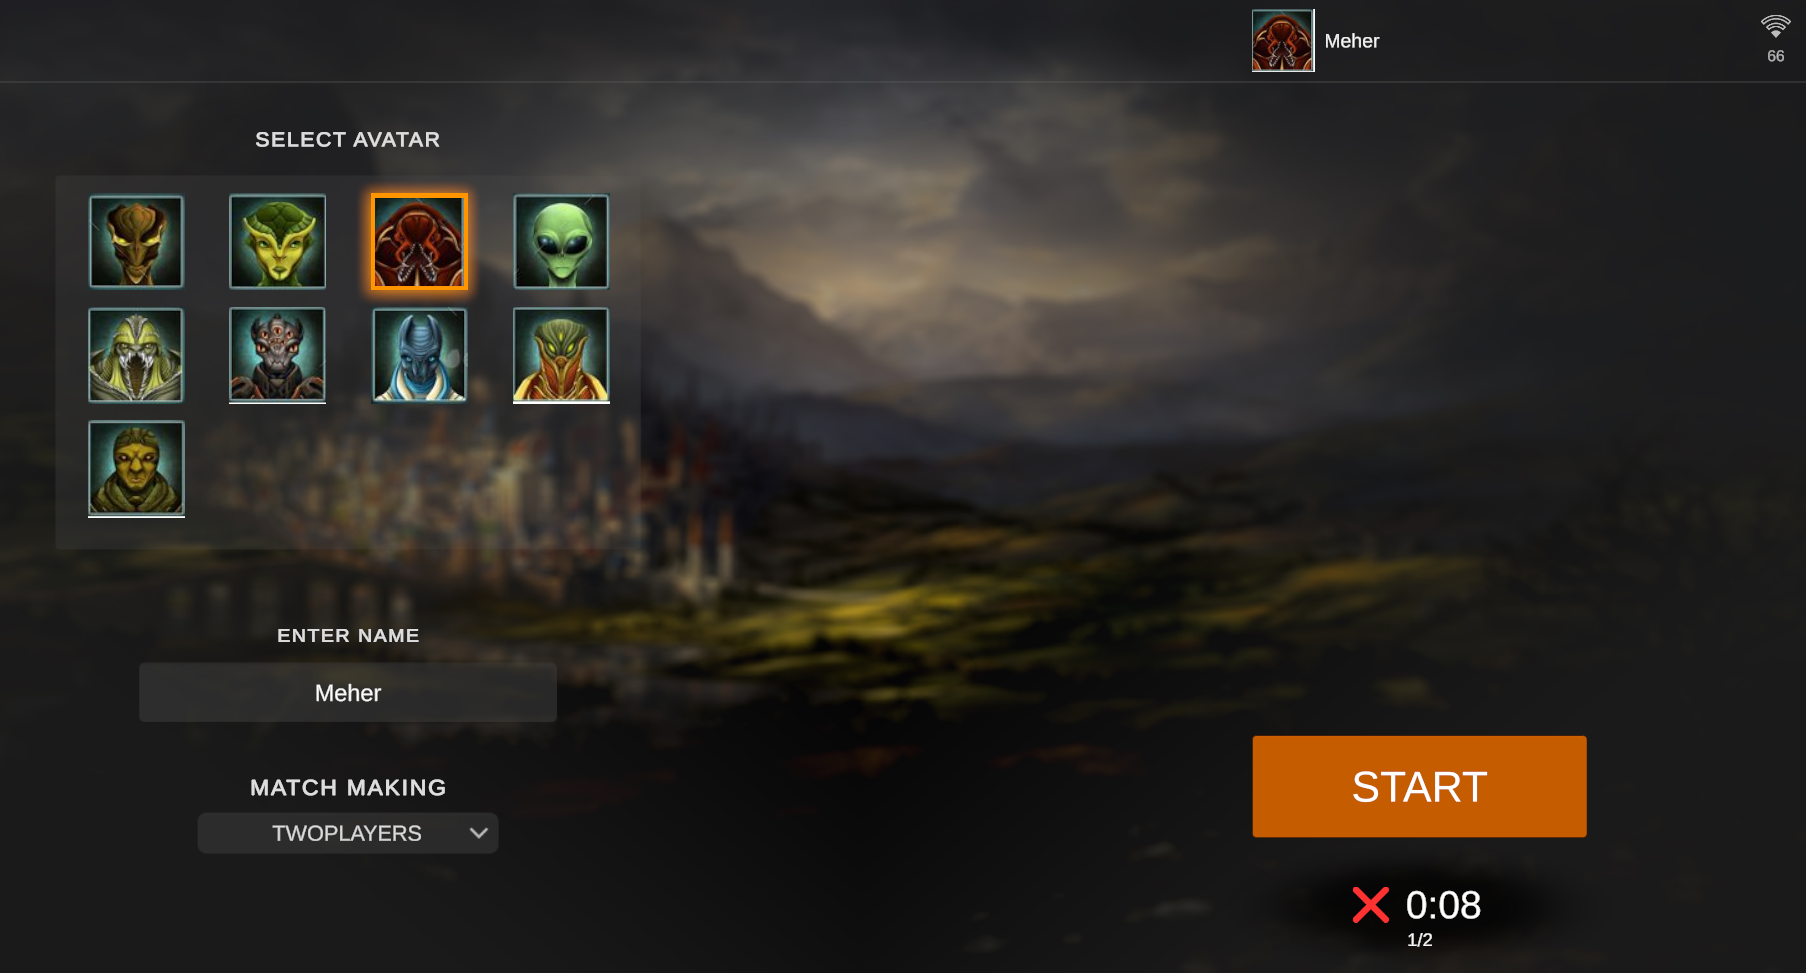 Meher
66
SELECT AVATAR
ENTER NAME
Meher
MATCH MAKING
TWOPLAYERS
START
0:08
1/2